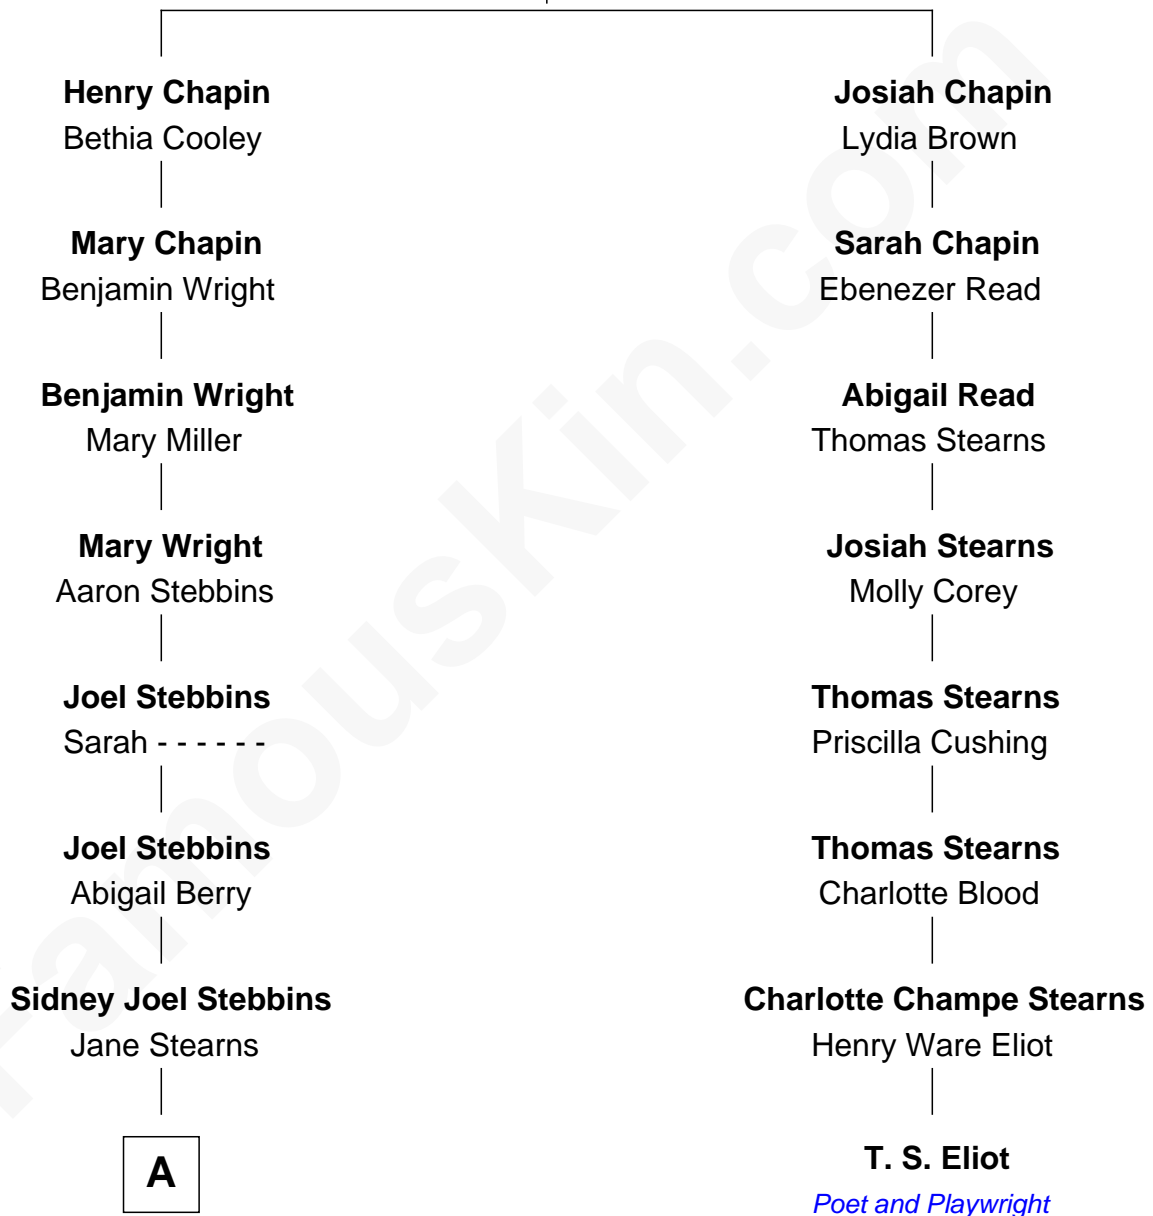 Henry Chapin
Bethia Cooley
Josiah Chapin
Lydia Brown
Mary Chapin
Benjamin Wright
Sarah Chapin
Ebenezer Read
Benjamin Wright
Mary Miller
Abigail Read
Thomas Stearns
Mary Wright
Aaron Stebbins
Josiah Stearns
Molly Corey
Joel Stebbins
Sarah - - - - - -
Thomas Stearns
Priscilla Cushing
Joel Stebbins
Abigail Berry
Thomas Stearns
Charlotte Blood
Sidney Joel Stebbins
Jane Stearns
Charlotte Champe Stearns
Henry Ware Eliot
A
T. S. Eliot
Poet and Playwright
FamousKin.com